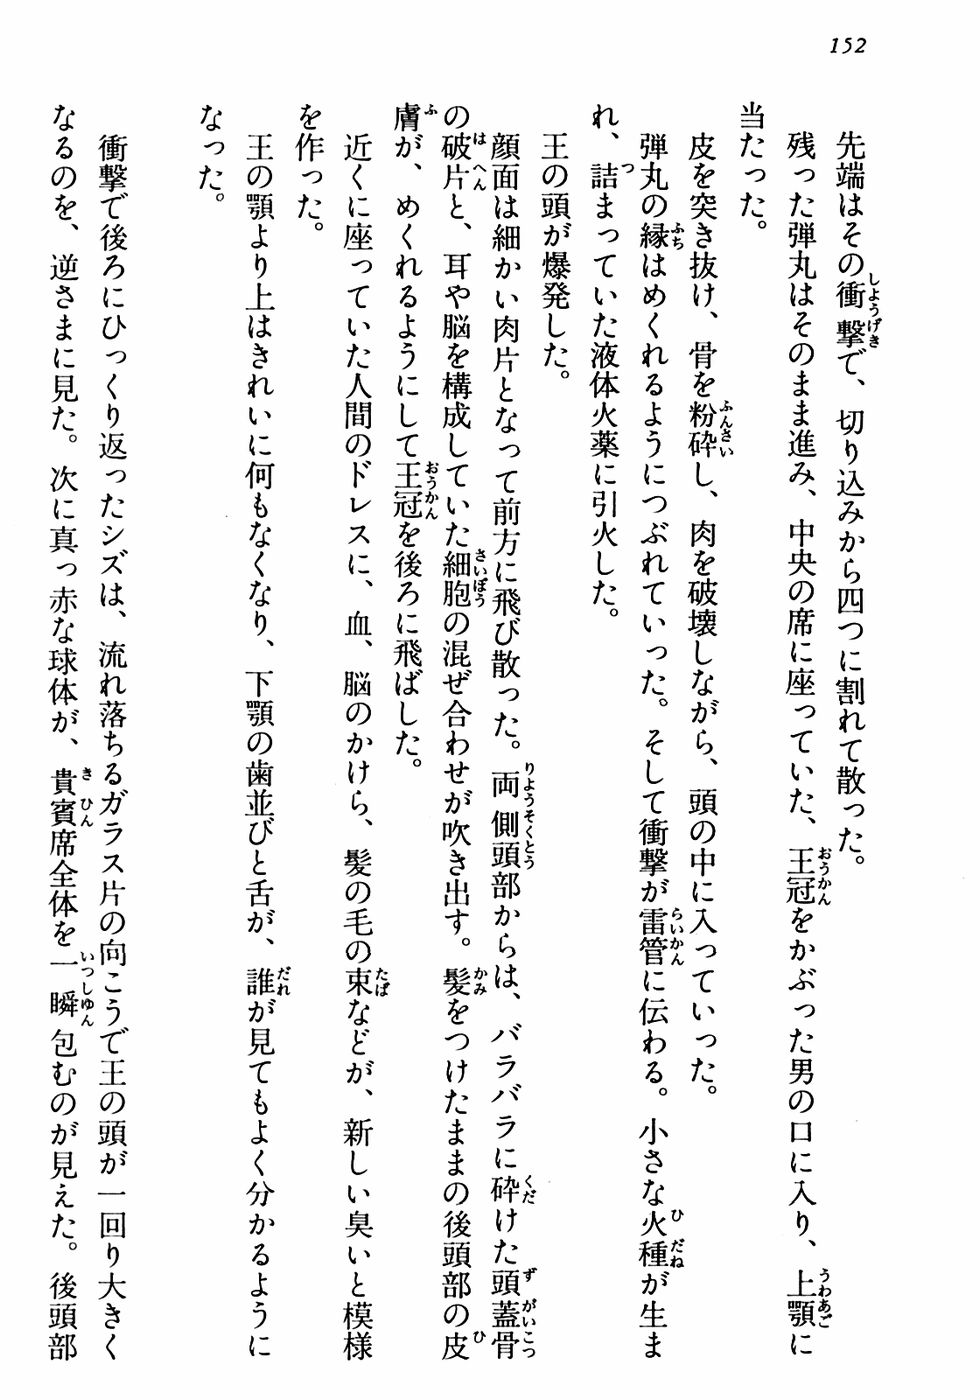 152
先端はその衝撃で、切り込みから四つに割れて散った。
残った弾丸はそのまま進み、中央の席に座っていた、王冠をかぶった男の口に入り、上顎に
当たった。
皮を突き抜け、骨を粉砕し、肉を破壊しながら、頭の中に入っていった。
弾丸の縁はめくれるようにつぶれていった。そして衝撃が雷管に伝わる。小さな火種が生ま
れ、詰まっていた液体火薬に引火した。
王の頭が爆発した。
顔面は細かい肉片となって前方に飛び散った。両側頭部からは、バラバラに砕けた頭蓋骨
の破片と、耳や脳を構成していた細胞の混ぜ合わせが吹き出す。髪をつけたままの後頭部の皮
膚が、めくれるようにして王冠を後ろに飛ばした。
近くに座っていた人間のドレスに、血、脳のかけら、髪の毛の束などが、新しい臭いと模様
を作った。
王の顎より上はきれいに何もなくなり、下顎の歯並びと舌が、誰が見てもよく分かるように
なった。
衝撃で後ろにひっくり返ったシズは、流れ落ちるガラス片の向こうで王の頭が一回り大きく
なるのを、逆さまに見た。次に真っ赤な球体が、貴賓席全体を一瞬包むのが見えた。後頭部